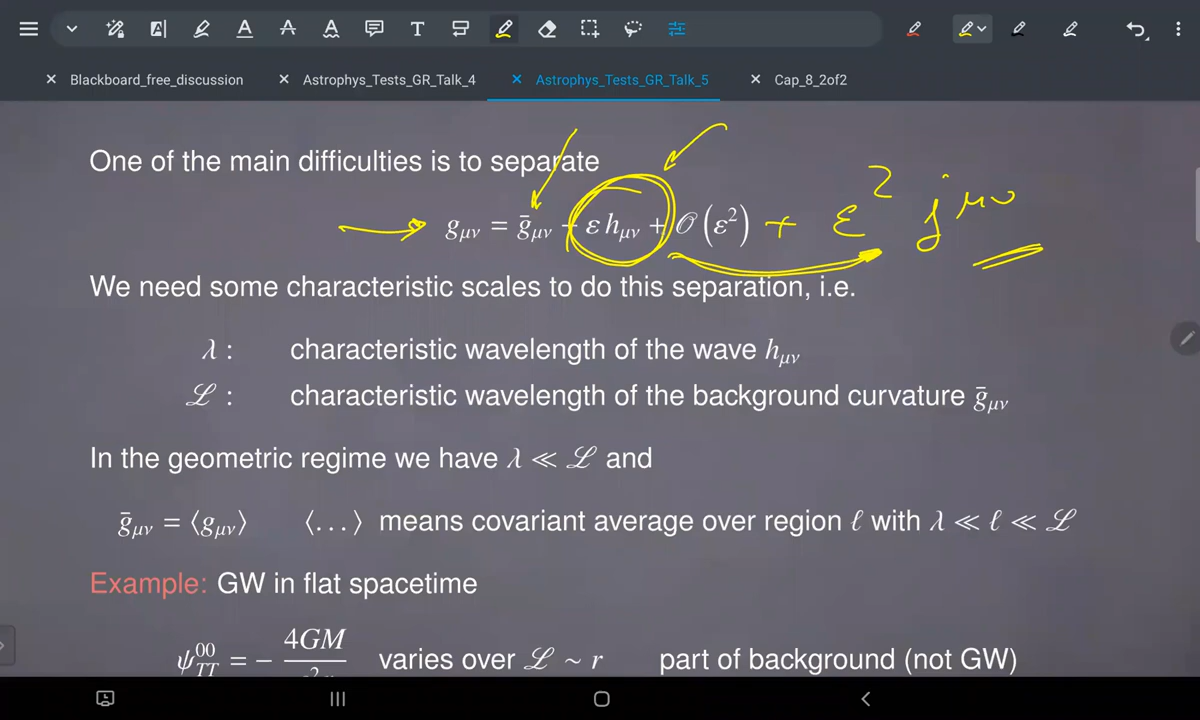 Blackboard_free_discussion Astrophys_Tests_GR_Talk_4 Astrophys_Tests_GR_Talk_5 Cap_8_2of2
One of the main difficulties is to separate
g_μν = ḡ_μν + ε h_μν + 𝒪(ε²) + ε² j^μν
We need some characteristic scales to do this separation, i.e.
λ : characteristic wavelength of the wave h_μν
ℒ : characteristic wavelength of the background curvature ḡ_μν
In the geometric regime we have λ ≪ ℒ and
ḡ_μν = ⟨g_μν⟩ ⟨...⟩ means covariant average over region ℓ with λ ≪ ℓ ≪ ℒ
Example: GW in flat spacetime
ψ_TT^00 = − 4GM varies over ℒ ~ r part of background (not GW)